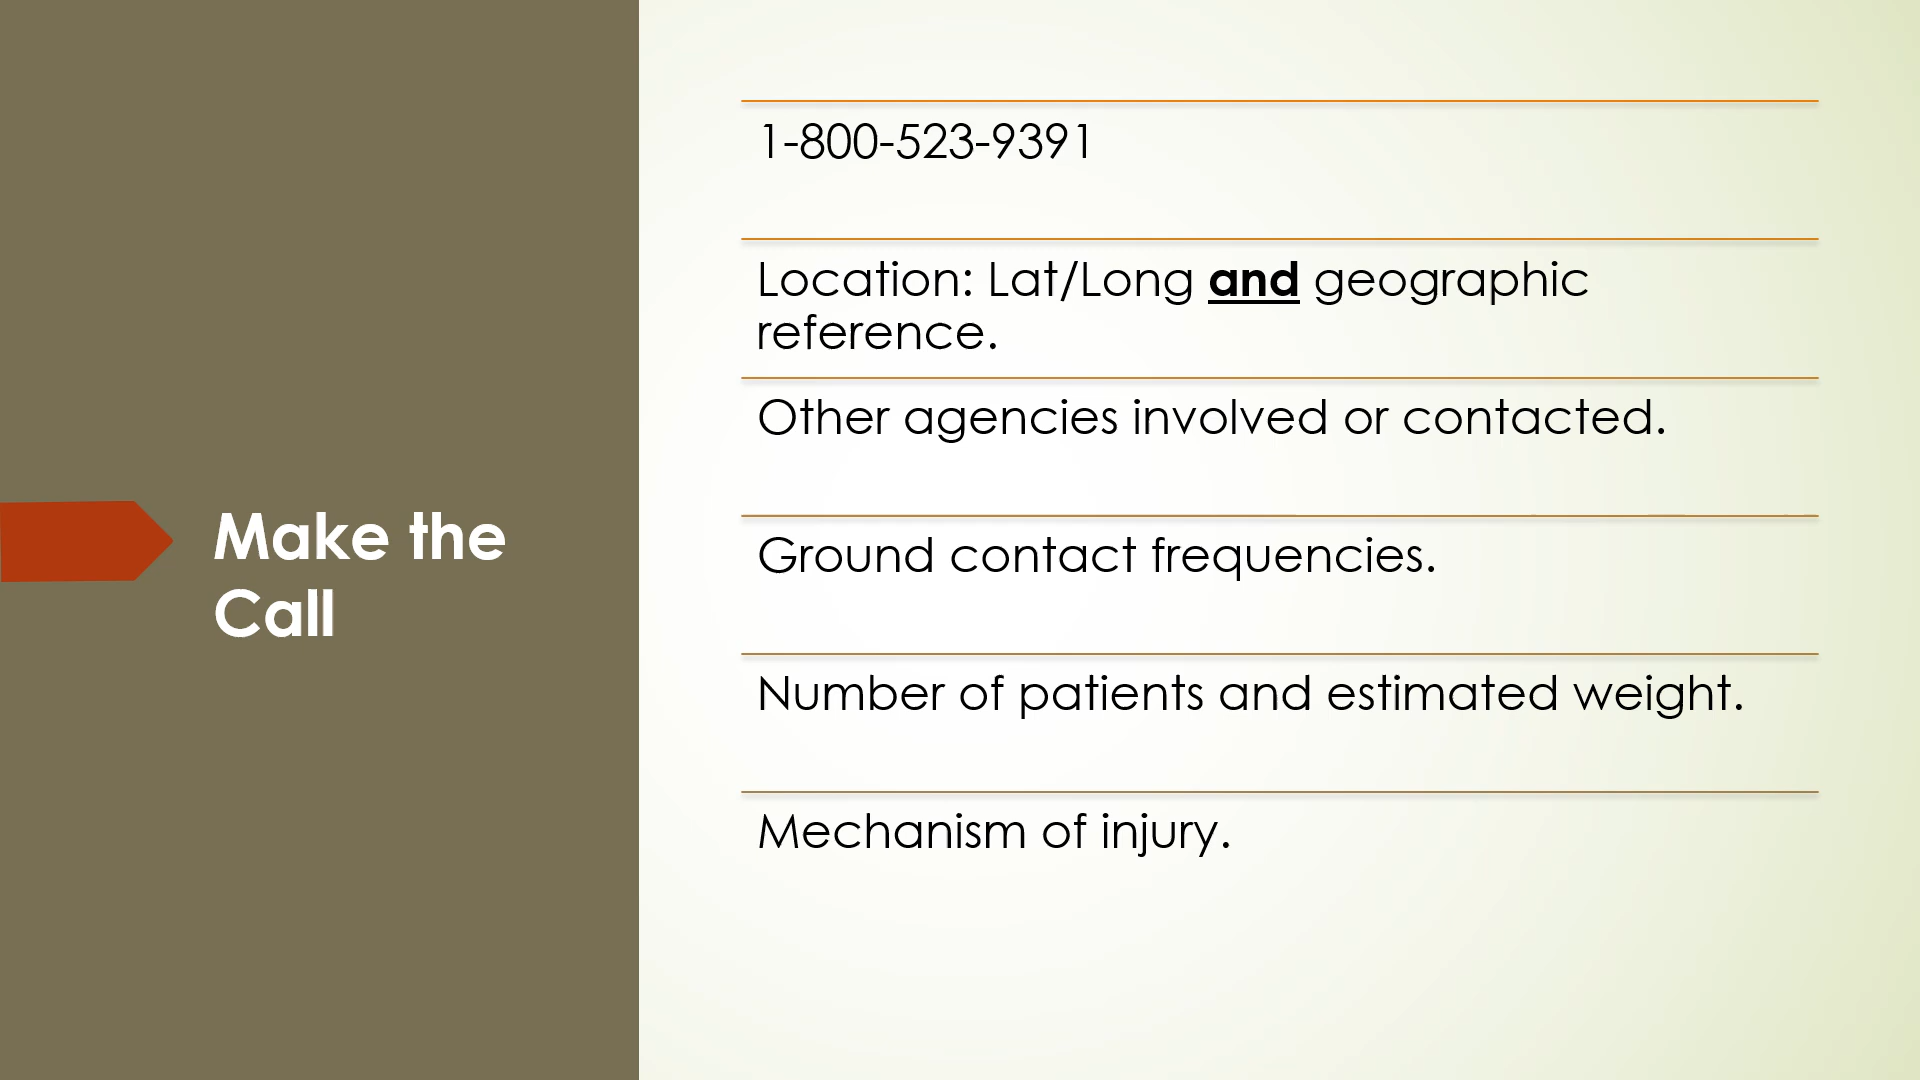 Make the
Call
1-800-523-9391
Location: Lat/Long and geographic
reference.
Other agencies involved or contacted.
Ground contact frequencies.
Number of patients and estimated weight.
Mechanism of injury.